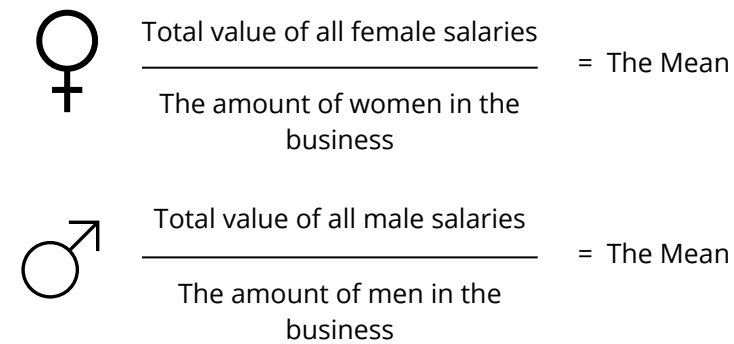 Total value of all female salaries
= The Mean
The amount of women in the
business
Total value of all male salaries
= The Mean
The amount of men in the
business